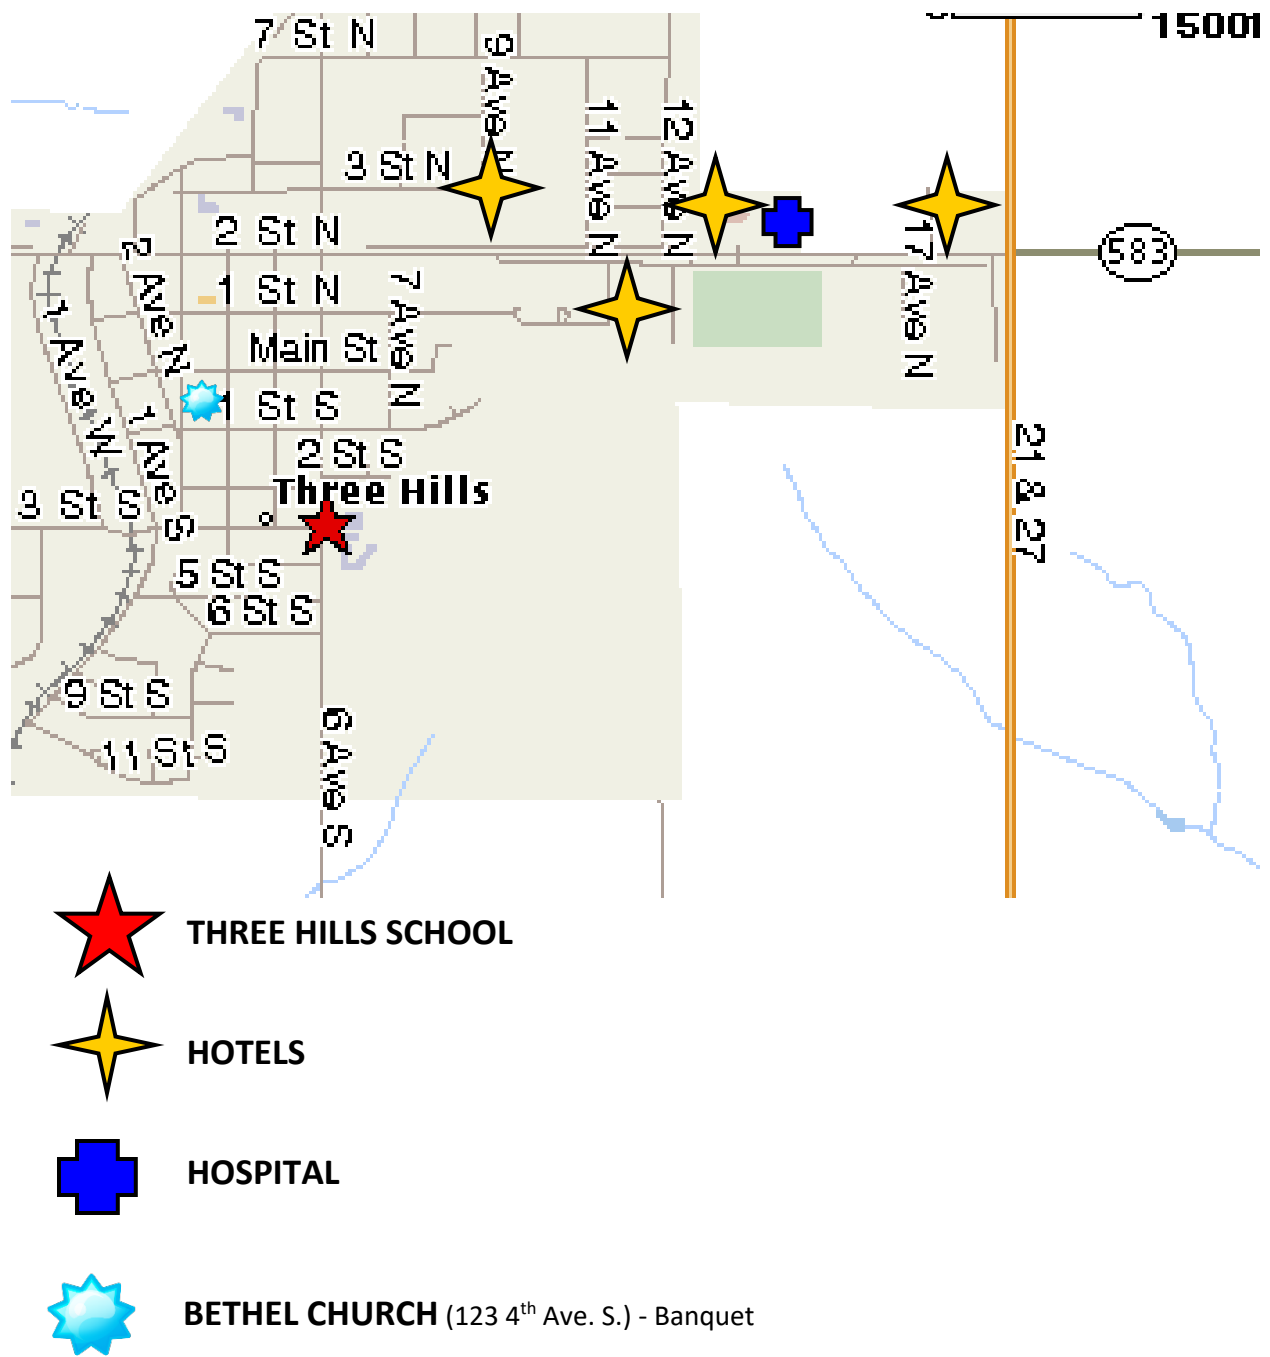 15001
7 St N
9 Ave N
11 Ave N
12 Ave N
3 St N
2 St N
2 Ave N
17 Ave N
583
1 St N
7 Ave N
1 Ave W
Main St
1 St S
1 Ave S
2 St S
21 & 27
Three Hills
3 St S
5 St S
6 St S
9 St S
6 Ave S
11 St S
THREE HILLS SCHOOL
HOTELS
HOSPITAL
BETHEL CHURCH (123 4th Ave. S.) - Banquet